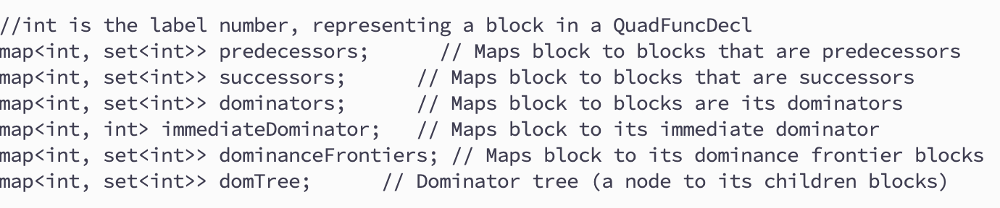 //int is the label number, representing a block in a QuadFuncDecl
map<int, set<int>> predecessors;      // Maps block to blocks that are predecessors
map<int, set<int>> successors;      // Maps block to blocks that are successors
map<int, set<int>> dominators;      // Maps block to blocks are its dominators
map<int, int> immediateDominator;   // Maps block to its immediate dominator
map<int, set<int>> dominanceFrontiers; // Maps block to its dominance frontier blocks
map<int, set<int>> domTree;      // Dominator tree (a node to its children blocks)